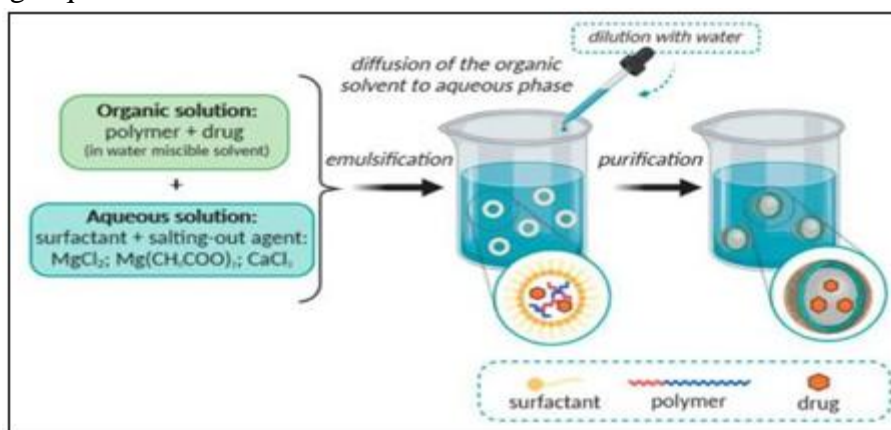 dilution with water
diffusion of the organic
solvent to aqueous phase
Organic solution:
polymer + drug
(in water miscible solvent)
+
Aqueous solution:
surfactant + salting-out agent:
MgCl₂; Mg(CH₃COO)₂; CaCl₂
emulsification
purification
surfactant
polymer
drug